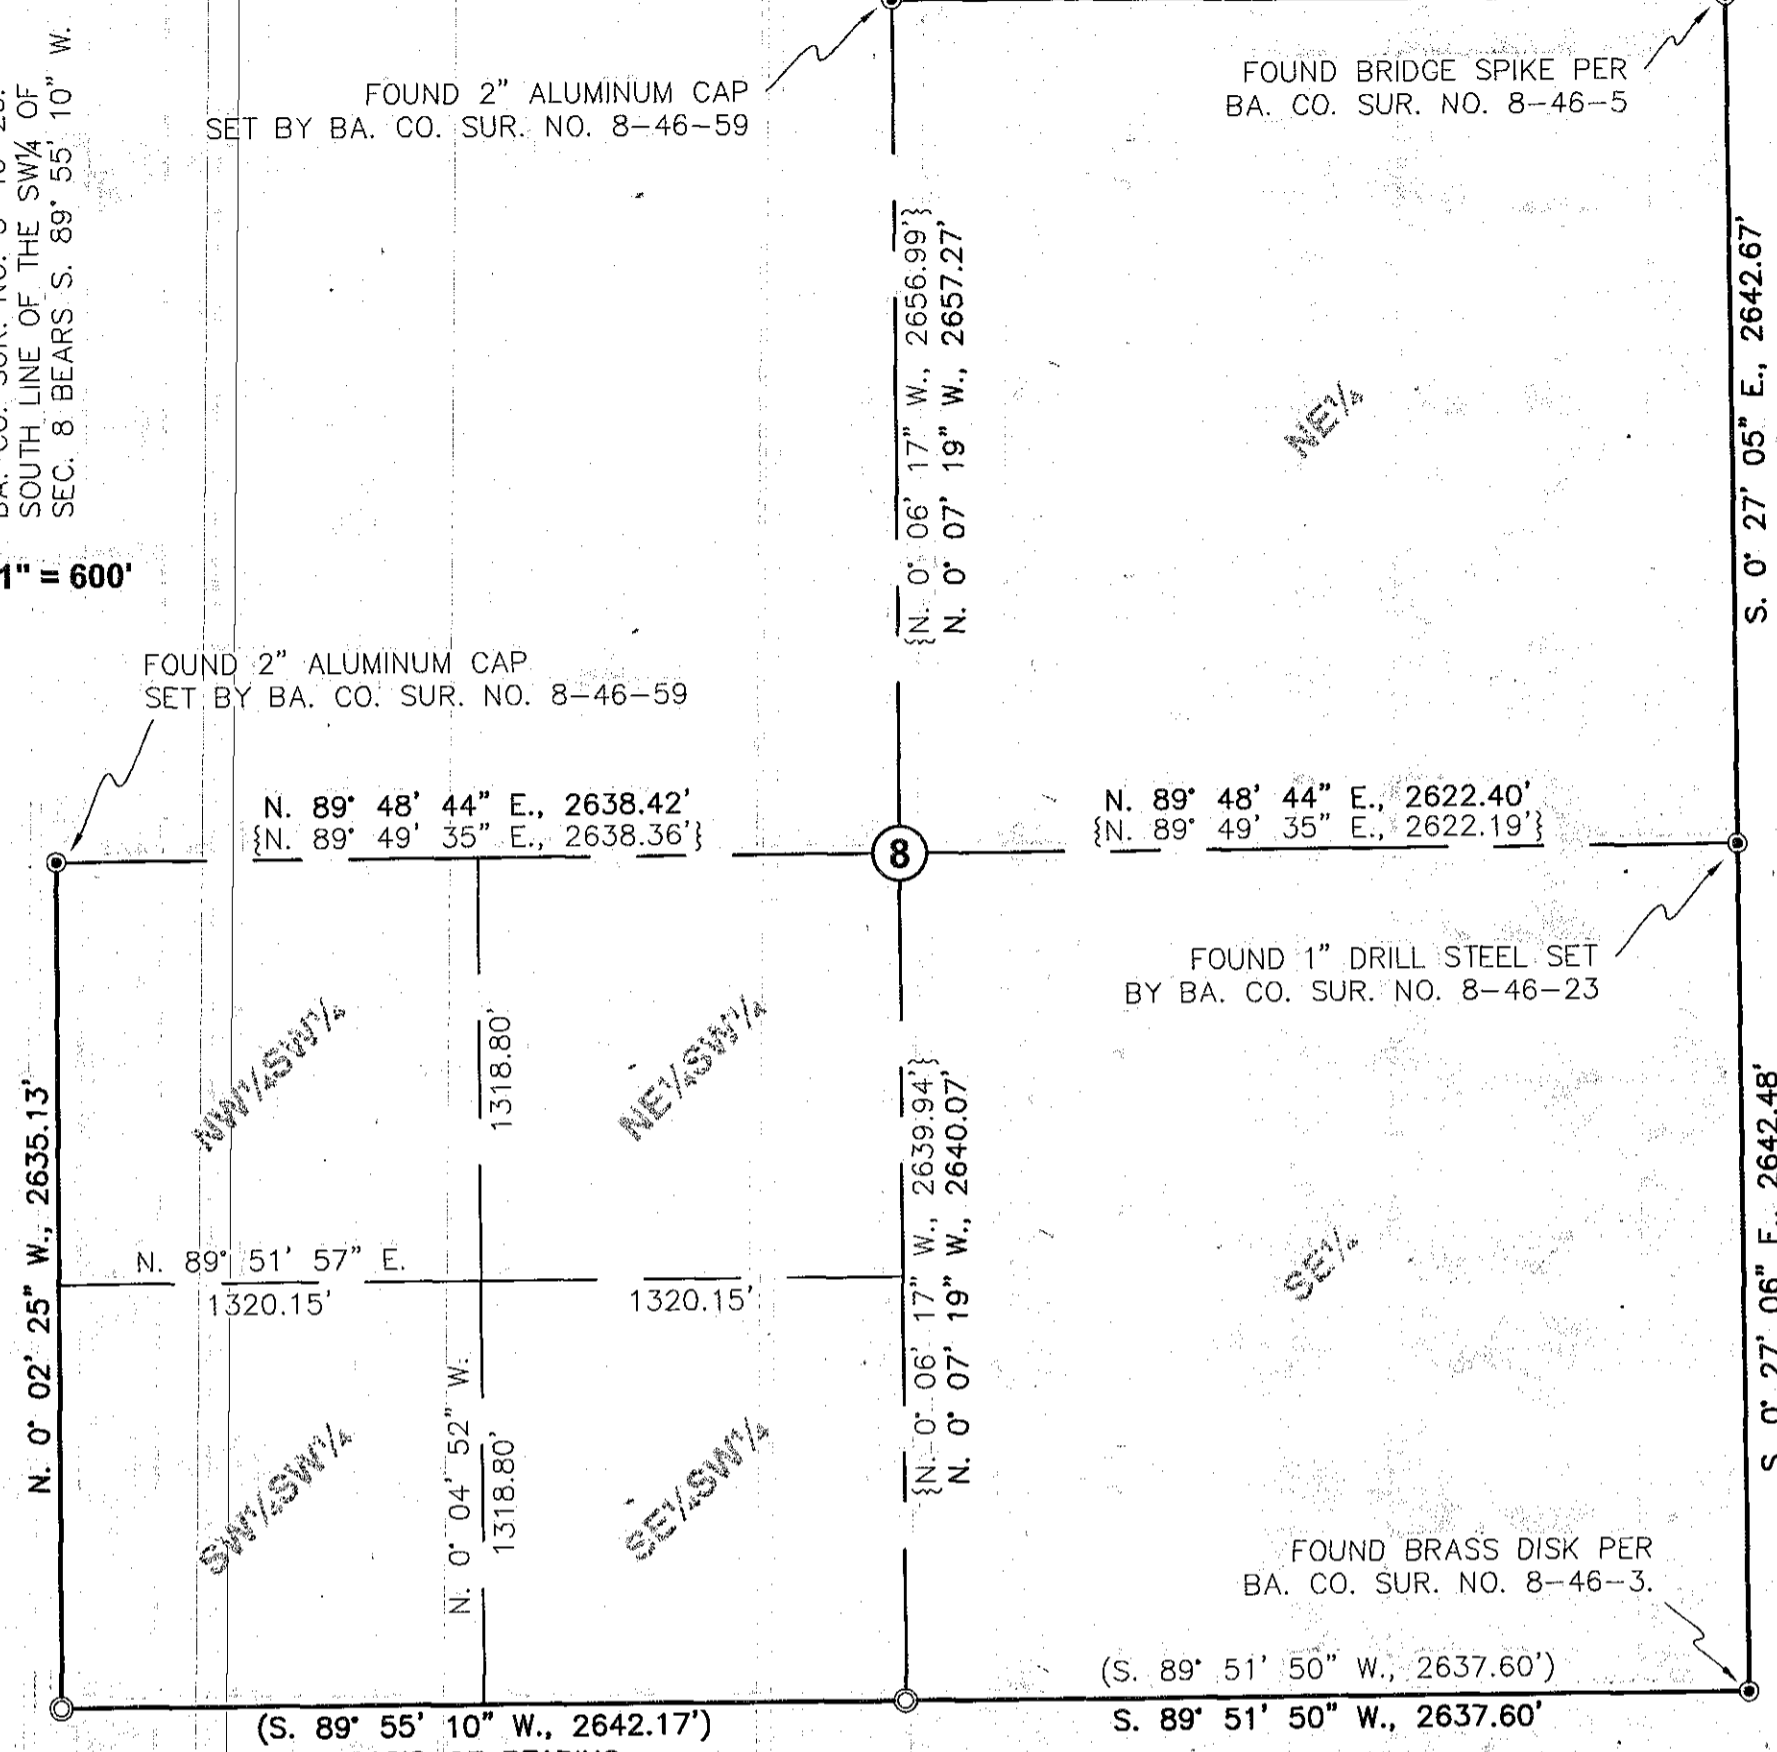 FOUND 2" ALUMINUM CAP
SET BY BA. CO. SUR. NO. 8-46-59
FOUND BRIDGE SPIKE PER
BA. CO. SUR. NO. 8-46-5
SOUTH LINE OF THE SW¼ OF
SEC. 8 BEARS S. 89° 55' 10" W.
1" = 600'
{N. 0° 06' 17" W., 2656.99'}
N. 0° 07' 19" W., 2657.27'
NE¼
S. 0° 27' 05" E., 2642.67'
FOUND 2" ALUMINUM CAP
SET BY BA. CO. SUR. NO. 8-46-59
N. 89° 48' 44" E., 2638.42'
{N. 89° 49' 35" E., 2638.36'}
8
N. 89° 48' 44" E., 2622.40'
{N. 89° 49' 35" E., 2622.19'}
FOUND 1" DRILL STEEL SET
BY BA. CO. SUR. NO. 8-46-23
N. 0° 02' 25" W., 2635.13'
NW¼SW¼
1318.80'
NE¼SW¼
{N. 0° 06' 17" W., 2639.94'}
N. 0° 07' 19" W., 2640.07'
SE¼
S. 0° 27' 06" E., 2642.48'
N. 89° 51' 57" E.
1320.15'
1320.15'
SW¼SW¼
N. 0° 04' 52" W.
1318.80'
SE¼SW¼
FOUND BRASS DISK PER
BA. CO. SUR. NO. 8-46-3.
(S. 89° 51' 50" W., 2637.60')
S. 89° 51' 50" W., 2637.60'
(S. 89° 55' 10" W., 2642.17')